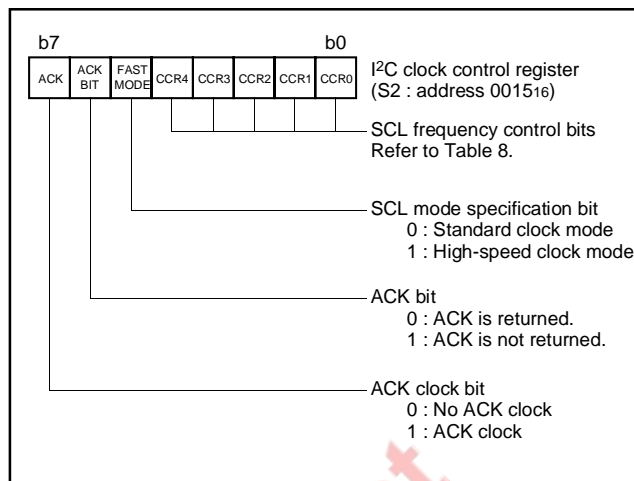 b7 b0
ACK ACK BIT FAST MODE CCR4 CCR3 CCR2 CCR1 CCR0
I2C clock control register
(S2 : address 001516)
SCL frequency control bits
Refer to Table 8.
SCL mode specification bit
0 : Standard clock mode
1 : High-speed clock mode
ACK bit
0 : ACK is returned.
1 : ACK is not returned.
ACK clock bit
0 : No ACK clock
1 : ACK clock